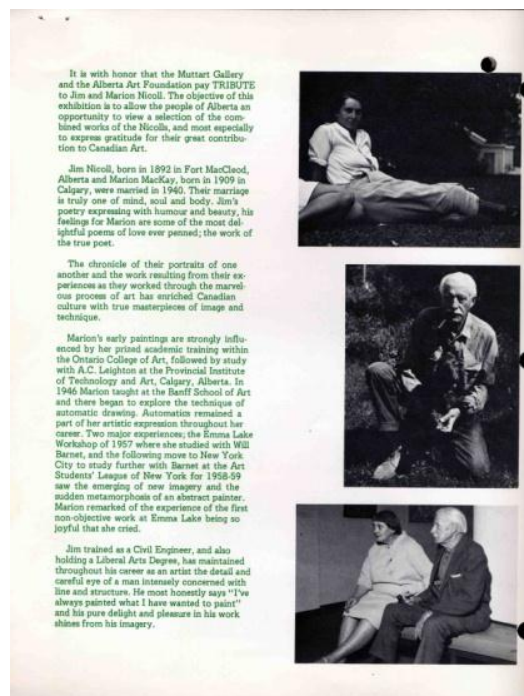 It is with honor that the Muttart Gallery
and the Alberta Art Foundation pay TRIBUTE
to Jim and Marion Nicoll. The objective of this
exhibition is to allow the people of Alberta an
opportunity to view a selection of the com-
bined works of the Nicolls, and most especially
to express gratitude for their great contribu-
tion to Canadian Art.
Jim Nicoll, born in 1892 in Fort MacCleod,
Alberta and Marion MacKay, born in 1909 in
Calgary, were married in 1940. Their marriage
is truly one of mind, soul and body. Jim's
poetry expressing with humour and beauty, his
feelings for Marion are some of the most del-
ightful poems of love ever penned; the work of
the true poet.
The chronicle of their portraits of one
another and the work resulting from their ex-
periences as they worked through the marvel-
ous process of art has enriched Canadian
culture with true masterpieces of image and
technique.
Marion's early paintings are strongly influ-
enced by her prized academic training within
the Ontario College of Art, followed by study
with A.C. Leighton at the Provincial Institute
of Technology and Art, Calgary, Alberta. In
1946 Marion taught at the Banff School of Art
and there began to explore the technique of
automatic drawing. Automatics remained a
part of her artistic expression throughout her
career. Two major experiences; the Emma Lake
Workshop of 1957 where she studied with Will
Barnet, and the following move to New York
City to study further with Barnet at the Art
Students' League of New York for 1958-59
saw the emerging of new imagery and the
sudden metamorphosis of an abstract painter.
Marion remarked of the experience of the first
non-objective work at Emma Lake being so
joyful that she cried.
Jim trained as a Civil Engineer, and also
holding a Liberal Arts Degree, has maintained
throughout his career as an artist the detail and
careful eye of a man intensely concerned with
line and structure. He most honestly says "I've
always painted what I have wanted to paint"
and his pure delight and pleasure in his work
shines from his imagery.